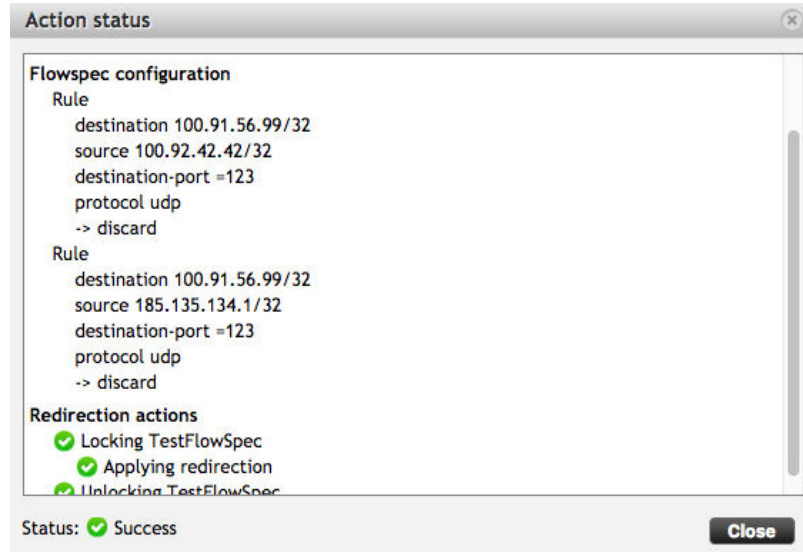 Action status
Flowspec configuration
Rule
destination 100.91.56.99/32
source 100.92.42.42/32
destination-port =123
protocol udp
-> discard
Rule
destination 100.91.56.99/32
source 185.135.134.1/32
destination-port =123
protocol udp
-> discard
Redirection actions
Locking TestFlowSpec
Applying redirection
Unlocking TestFlowSpec
Status: Success
Close